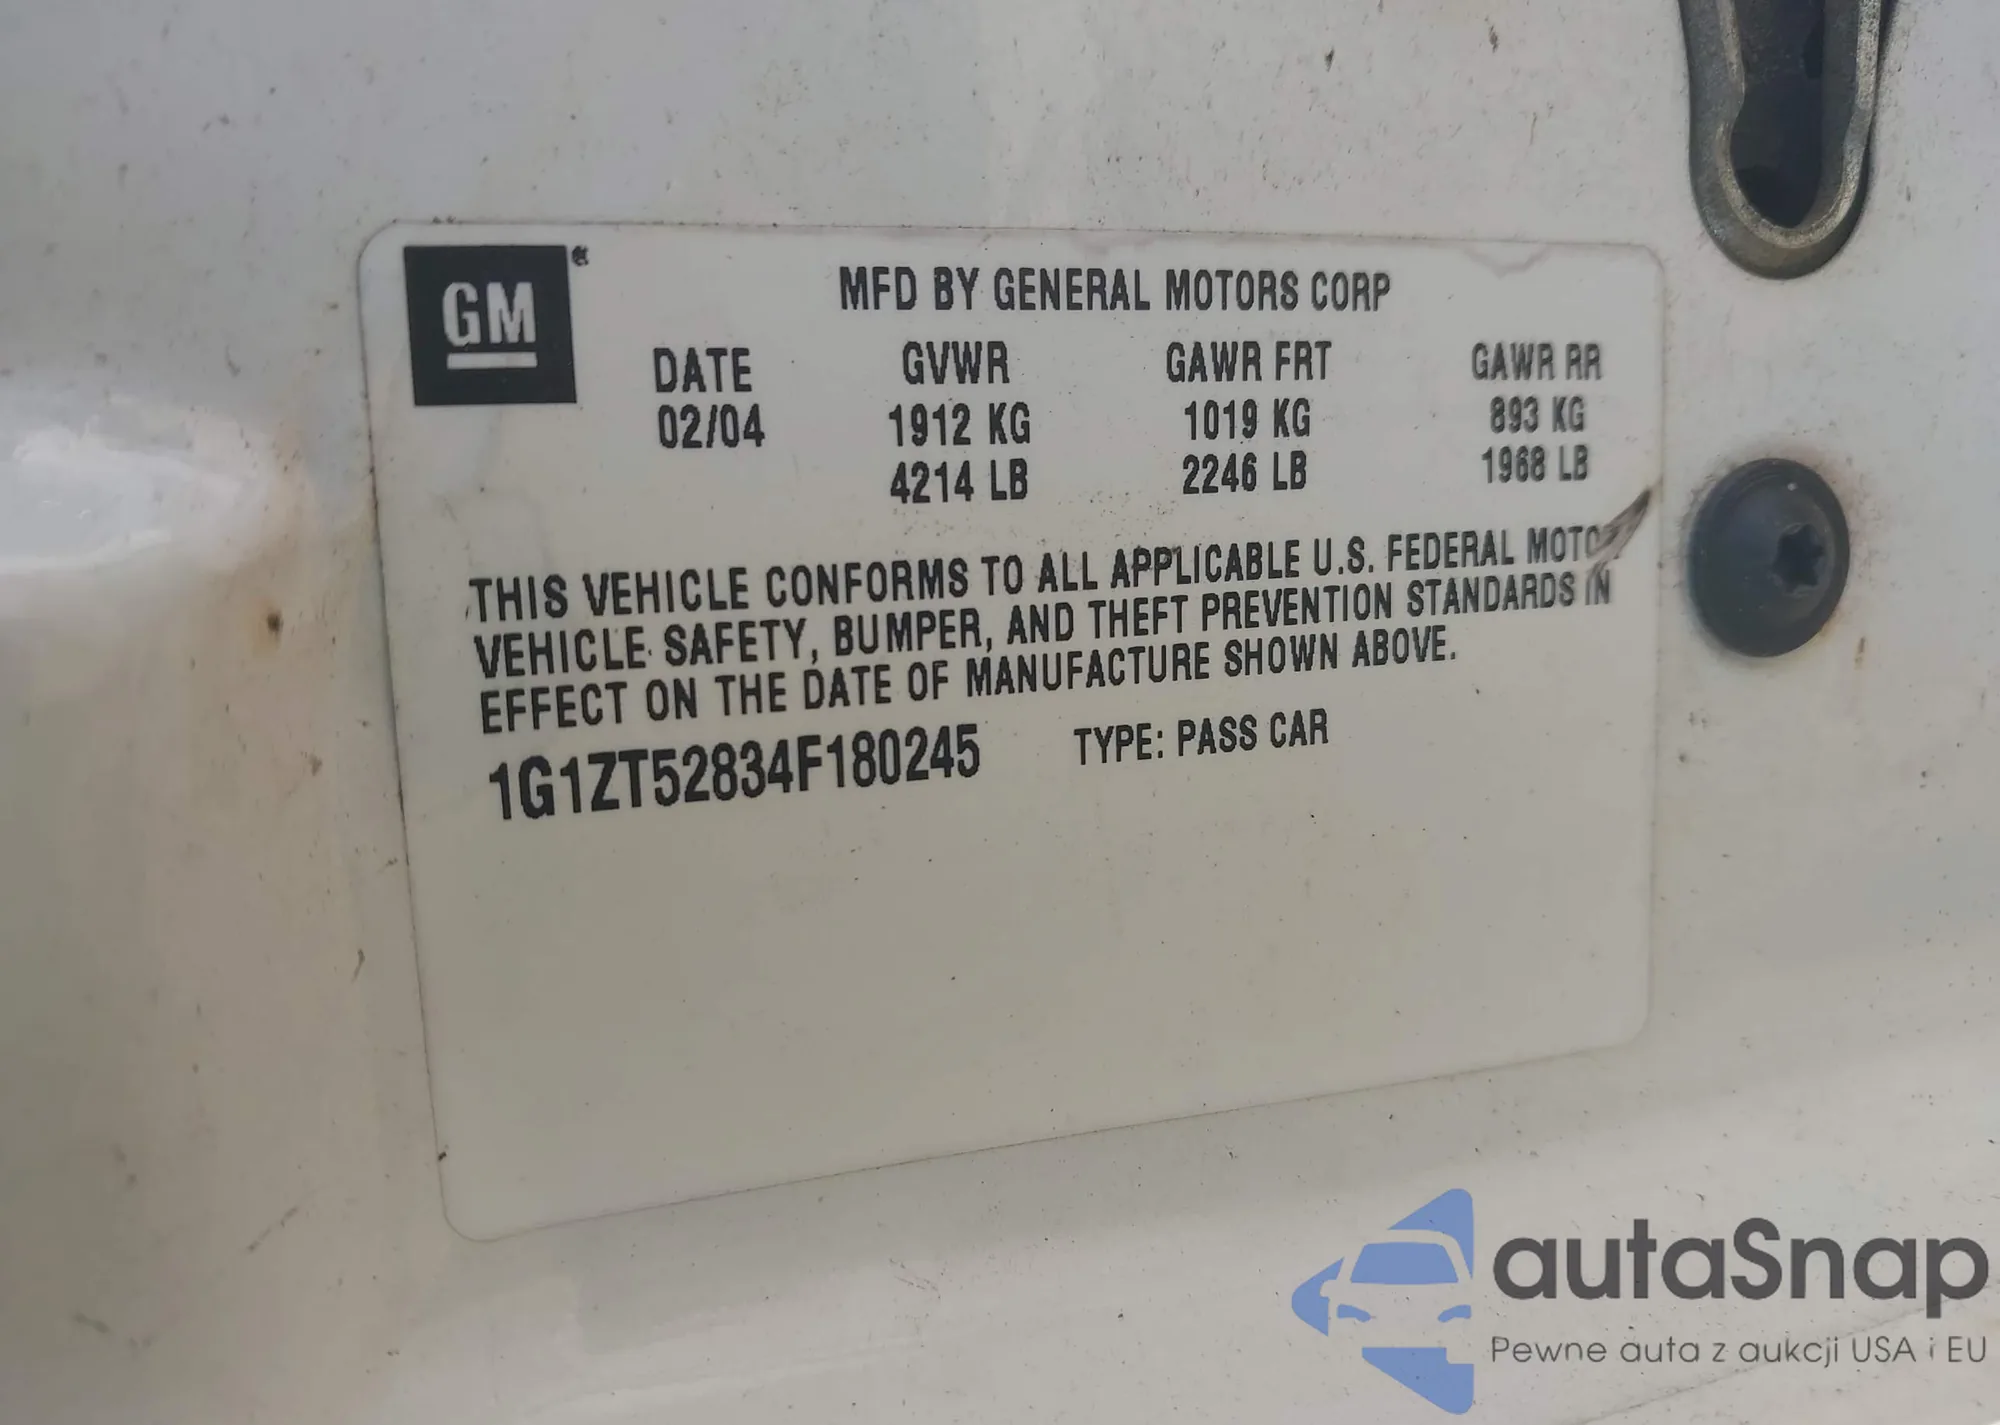 GM
MFD BY GENERAL MOTORS CORP
DATE GVWR GAWR FRT GAWR RR
02/04 1912 KG 1019 KG 893 KG
4214 LB 2246 LB 1968 LB
THIS VEHICLE CONFORMS TO ALL APPLICABLE U.S. FEDERAL MOTOR
VEHICLE SAFETY, BUMPER, AND THEFT PREVENTION STANDARDS IN
EFFECT ON THE DATE OF MANUFACTURE SHOWN ABOVE.
1G1ZT52834F180245 TYPE: PASS CAR
autaSnap
Pewne auta z aukcji USA i EU